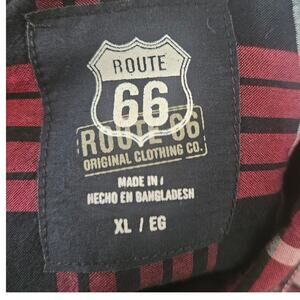 ROUTE
66
ROUTE 66
ORIGINAL CLOTHING CO.
MADE IN /
HECHO EN BANGLADESH
XL / EG